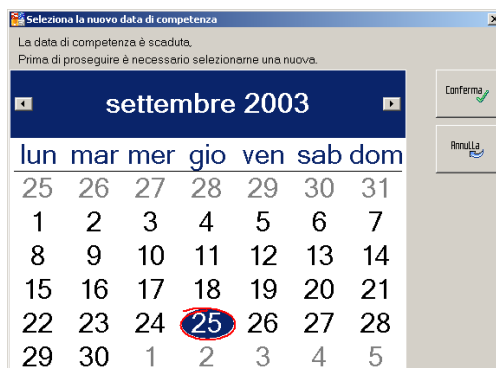 Seleziona la nuovo data di competenza
La data di competenza è scaduta.
Prima di proseguire è necessario selezionarne una nuova.
Conferma
settembre 2003
Annulla
lun mar mer gio ven sab dom
25 26 27 28 29 30 31
1 2 3 4 5 6 7
8 9 10 11 12 13 14
15 16 17 18 19 20 21
22 23 24 25 26 27 28
29 30 1 2 3 4 5